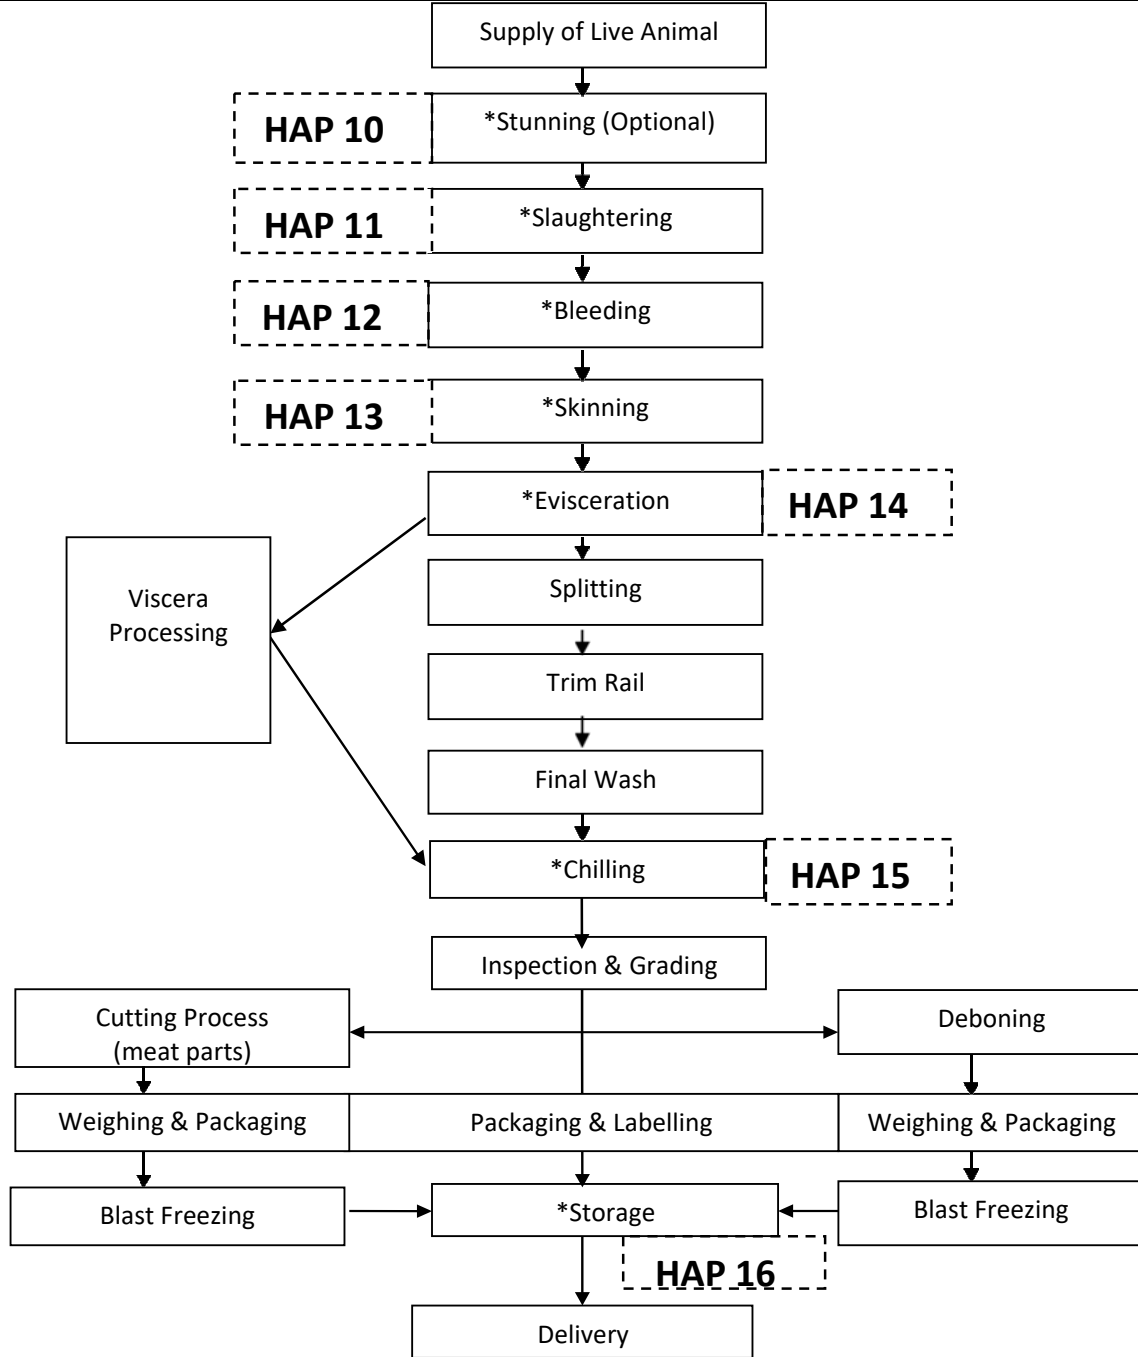 Supply of Live Animal
HAP 10
*Stunning (Optional)
HAP 11
*Slaughtering
HAP 12
*Bleeding
HAP 13
*Skinning
*Evisceration
HAP 14
Viscera
Processing
Splitting
Trim Rail
Final Wash
*Chilling
HAP 15
Inspection & Grading
Cutting Process
(meat parts)
Deboning
Weighing & Packaging
Packaging & Labelling
Weighing & Packaging
Blast Freezing
*Storage
Blast Freezing
HAP 16
Delivery